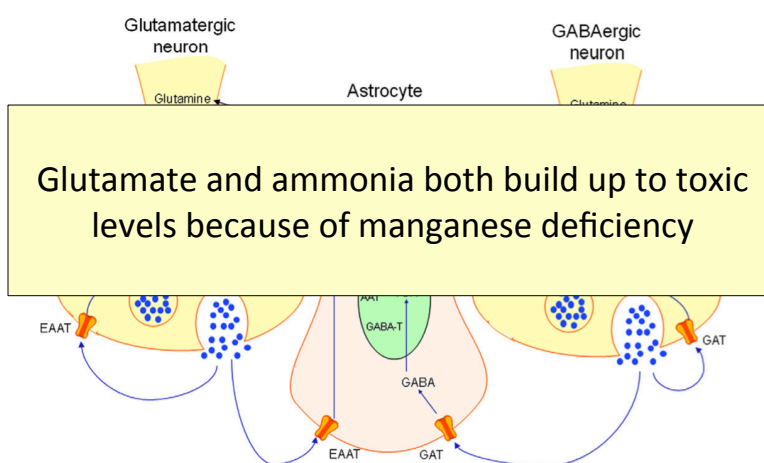 Glutamatergic
neuron
GABAergic
neuron
Astrocyte
Glutamine
Glutamine
Glutamate and ammonia both build up to toxic
levels because of manganese deficiency
AAT
GABA-T
EAAT
GAT
GABA
EAAT
GAT